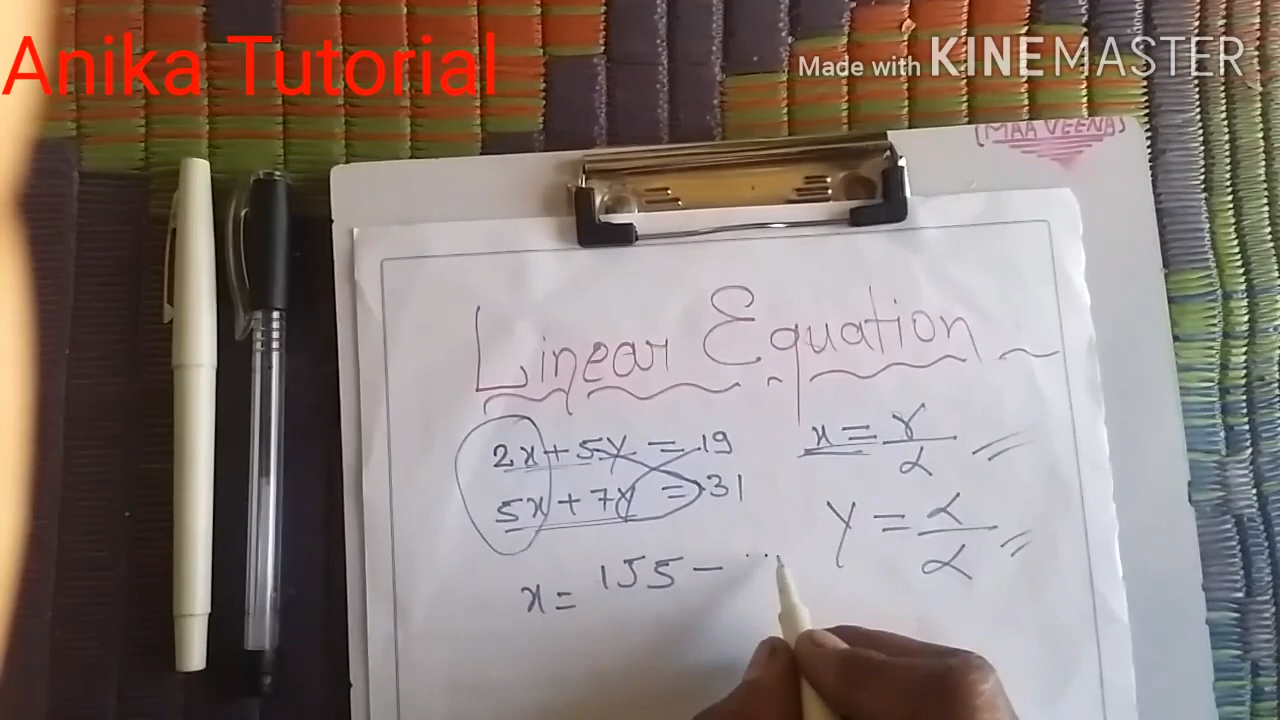 Anika Tutorial
Made with KINEMASTER
(MAA VEENA)
Linear Equation
2x + 5y = 19
5x + 7y = 31
x = γ/α
y = α/α
x = 155 -